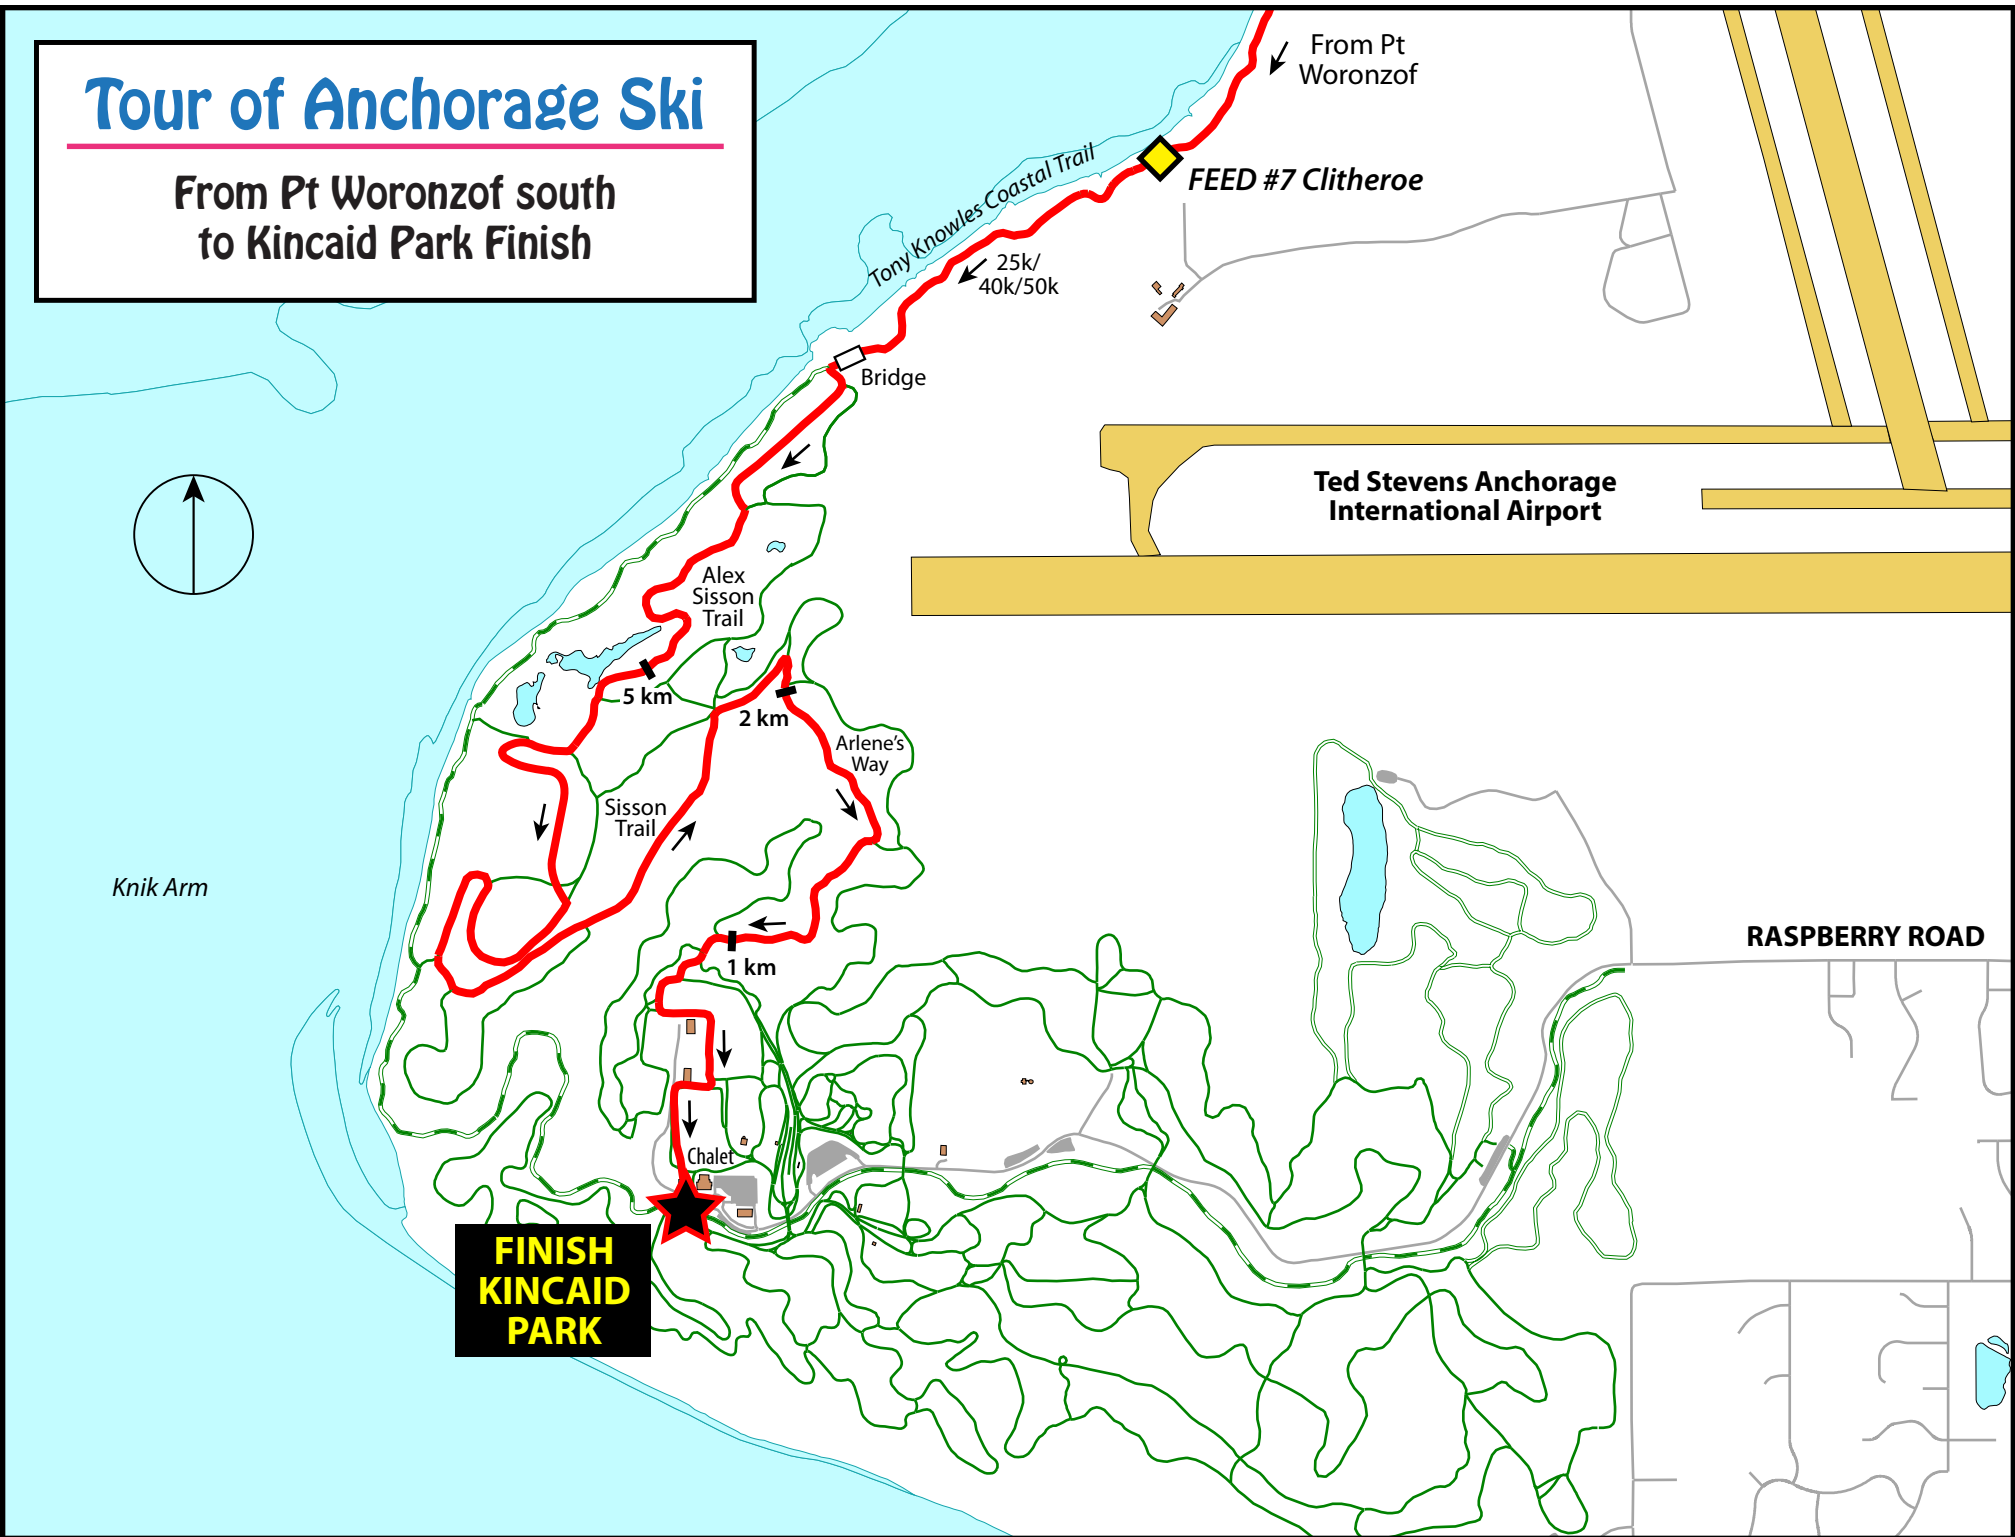 Tour of Anchorage Ski
From Pt Woronzof south
to Kincaid Park Finish
From Pt
Woronzof
FEED #7 Clitheroe
Tony Knowles Coastal Trail
25k/
40k/50k
Bridge
Ted Stevens Anchorage
International Airport
Alex
Sisson
Trail
5 km
2 km
Arlene's
Way
Sisson
Trail
Knik Arm
RASPBERRY ROAD
1 km
Chalet
FINISH
KINCAID
PARK